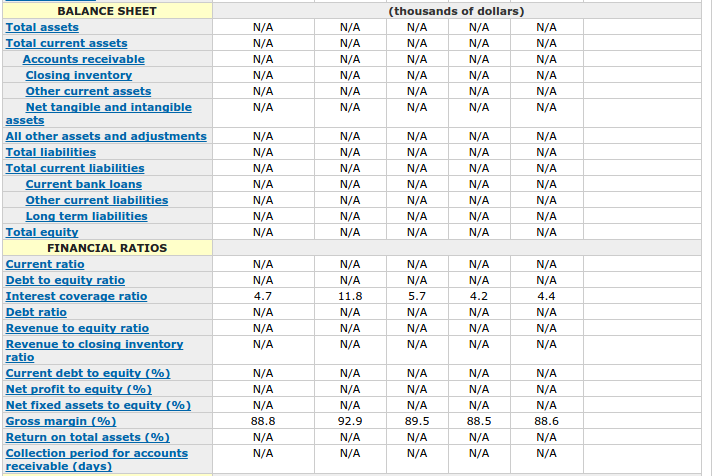 BALANCE SHEET (thousands of dollars)
Total assets N/A N/A N/A N/A N/A
Total current assets N/A N/A N/A N/A N/A
Accounts receivable N/A N/A N/A N/A N/A
Closing inventory N/A N/A N/A N/A N/A
Other current assets N/A N/A N/A N/A N/A
Net tangible and intangible N/A N/A N/A N/A N/A
assets
All other assets and adjustments N/A N/A N/A N/A N/A
Total liabilities N/A N/A N/A N/A N/A
Total current liabilities N/A N/A N/A N/A N/A
Current bank loans N/A N/A N/A N/A N/A
Other current liabilities N/A N/A N/A N/A N/A
Long term liabilities N/A N/A N/A N/A N/A
Total equity N/A N/A N/A N/A N/A
FINANCIAL RATIOS
Current ratio N/A N/A N/A N/A N/A
Debt to equity ratio N/A N/A N/A N/A N/A
Interest coverage ratio 4.7 11.8 5.7 4.2 4.4
Debt ratio N/A N/A N/A N/A N/A
Revenue to equity ratio N/A N/A N/A N/A N/A
Revenue to closing inventory N/A N/A N/A N/A N/A
ratio
Current debt to equity (%) N/A N/A N/A N/A N/A
Net profit to equity (%) N/A N/A N/A N/A N/A
Net fixed assets to equity (%) N/A N/A N/A N/A N/A
Gross margin (%) 88.8 92.9 89.5 88.5 88.6
Return on total assets (%) N/A N/A N/A N/A N/A
Collection period for accounts N/A N/A N/A N/A N/A
receivable (days)